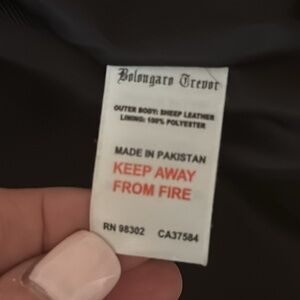 Bolongaro Trevor
OUTER BODY: SHEEP LEATHER
LINING: 100% POLYESTER
MADE IN PAKISTAN
KEEP AWAY
FROM FIRE
RN 98302 CA37584